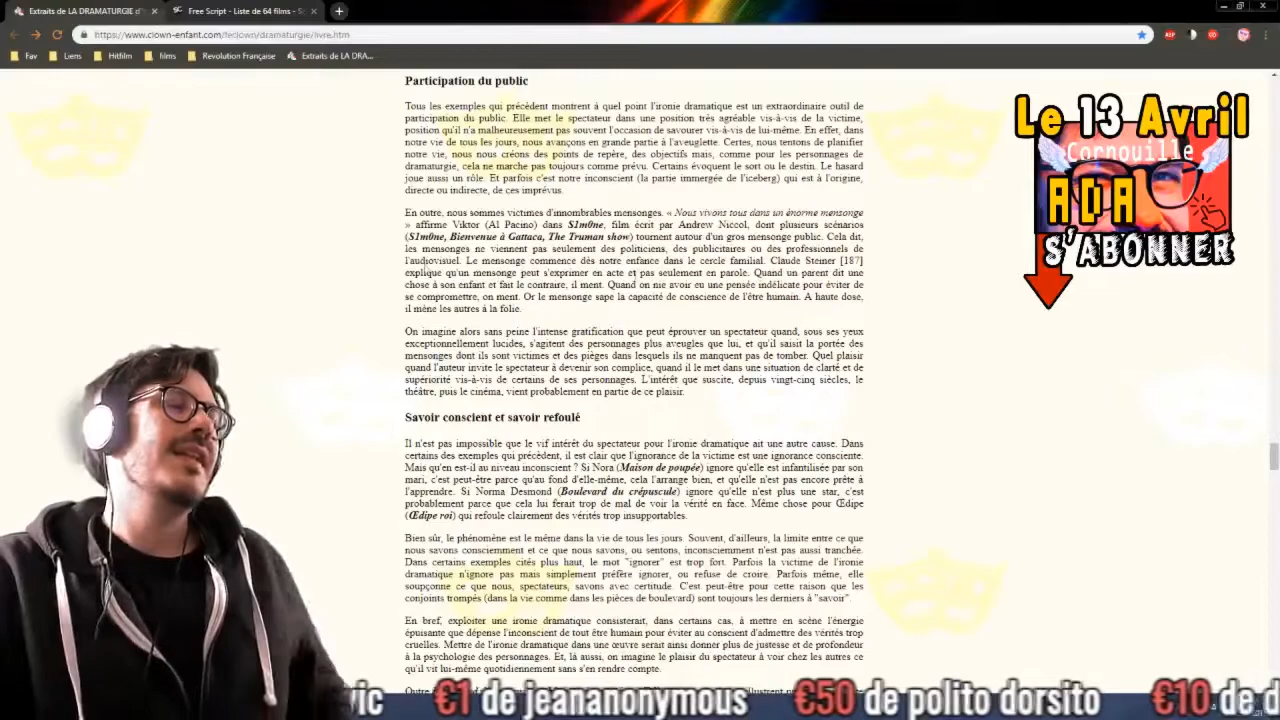 Extraits de LA DRAMATURGIE d'
Free Script - Liste de 64 films - S
https://www.clown-enfant.com/leclown/dramaturgie/livre.htm
Fav
Liens
Hitfilm
films
Revolution Française
Extraits de LA DRA...
Participation du public
Tous les exemples qui précèdent montrent à quel point l'ironie dramatique est un extraordinaire outil de
participation du public. Elle met le spectateur dans une position très agréable vis-à-vis de la victime,
position qu'il n'a malheureusement pas souvent l'occasion de savourer vis-à-vis de lui-même. En effet, dans
notre vie de tous les jours, nous avançons en grande partie à l'aveuglette. Certes, nous tentons de planifier
notre vie, nous nous créons des points de repère, des objectifs mais, comme pour les personnages de
dramaturgie, cela ne marche pas toujours comme prévu. Certains évoquent le sort ou le destin. Le hasard
joue aussi un rôle. Et parfois c'est notre inconscient (la partie immergée de l'iceberg) qui est à l'origine,
directe ou indirecte, de ces imprévus.
En outre, nous sommes victimes d'innombrables mensonges. « Nous vivons tous dans un énorme mensonge
» affirme Viktor (Al Pacino) dans S1m0ne, film écrit par Andrew Niccol, dont plusieurs scénarios
(S1m0ne, Bienvenue à Gattaca, The Truman show) tournent autour d'un gros mensonge public. Cela dit,
les mensonges ne viennent pas seulement des politiciens, des publicitaires ou des professionnels de
l'audiovisuel. Le mensonge commence dès notre enfance dans le cercle familial. Claude Steiner [187]
explique qu'un mensonge peut s'exprimer en acte et pas seulement en parole. Quand un parent dit une
chose à son enfant et fait le contraire, il ment. Quand on nie avoir eu une pensée indélicate pour éviter de
se compromettre, on ment. Or le mensonge sape la capacité de conscience de l'être humain. A haute dose,
il mène les autres à la folie.
On imagine alors sans peine l'intense gratification que peut éprouver un spectateur quand, sous ses yeux
exceptionnellement lucides, s'agitent des personnages plus aveugles que lui, et qu'il saisit la portée des
mensonges dont ils sont victimes et des pièges dans lesquels ils ne manquent pas de tomber. Quel plaisir
quand l'auteur invite le spectateur à devenir son complice, quand il le met dans une situation de clarté et de
supériorité vis-à-vis de certains de ses personnages. L'intérêt que suscite, depuis vingt-cinq siècles, le
théâtre, puis le cinéma, vient probablement en partie de ce plaisir.
Savoir conscient et savoir refoulé
Il n'est pas impossible que le vif intérêt du spectateur pour l'ironie dramatique ait une autre cause. Dans
certains des exemples qui précèdent, il est clair que l'ignorance de la victime est une ignorance consciente.
Mais qu'en est-il au niveau inconscient ? Si Nora (Maison de poupée) ignore qu'elle est infantilisée par son
mari, c'est peut-être parce qu'au fond d'elle-même, cela l'arrange bien, et qu'elle n'est pas encore prête à
l'apprendre. Si Norma Desmond (Boulevard du crépuscule) ignore qu'elle n'est plus une star, c'est
probablement parce que cela lui ferait trop de mal de voir la vérité en face. Même chose pour Œdipe
(Œdipe roi) qui refoule clairement des vérités trop insupportables.
Bien sûr, le phénomène est le même dans la vie de tous les jours. Souvent, d'ailleurs, la limite entre ce que
nous savons consciemment et ce que nous savons, ou sentons, inconsciemment n'est pas aussi tranchée.
Dans certains exemples cités plus haut, le mot "ignorer" est trop fort. Parfois la victime de l'ironie
dramatique n'ignore pas mais simplement préfère ignorer, ou refuse de croire. Parfois même, elle
soupçonne ce que nous, spectateurs, savons avec certitude. C'est peut-être pour cette raison que les
conjoints trompés (dans la vie comme dans les pièces de boulevard) sont toujours les derniers à "savoir".
En bref, exploiter une ironie dramatique consisterait, dans certains cas, à mettre en scène l'énergie
épuisante que dépense l'inconscient de tout être humain pour éviter au conscient d'admettre des vérités trop
cruelles. Mettre de l'ironie dramatique dans une œuvre serait ainsi donner plus de justesse et de profondeur
à la psychologie des personnages. Et, là aussi, on imagine le plaisir du spectateur à voir chez les autres ce
qu'il vit lui-même quotidiennement sans s'en rendre compte.
Le 13 Avril
Cornouille
ADA
S'ABONNER
ic €1 de jeananonymous €50 de polito dorsito €10 de d